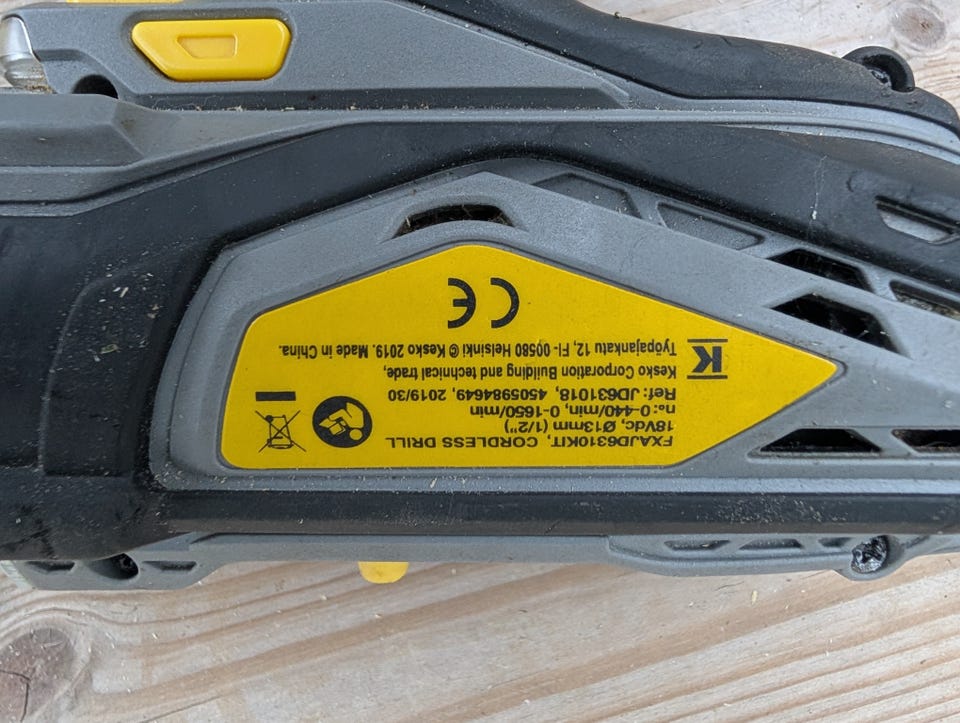 FXAJD6310KIT, CORDLESS DRILL
18Vdc, Ø13mm (1/2")
n₀: 0-440/min, 0-1650/min
Ref: JD631018, 4505984649, 2019/30
Kesko Corporation Building and technical trade,
Työpajankatu 12, FI- 00580 Helsinki © Kesko 2019. Made in China.
K
CE